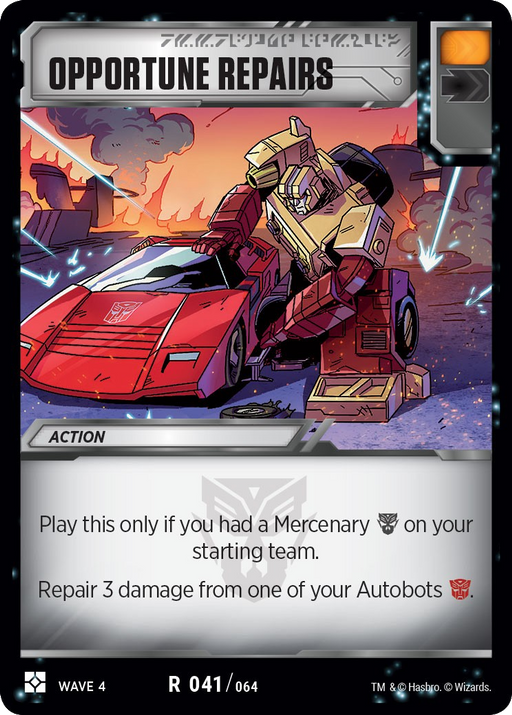 OPPORTUNE REPAIRS
ACTION
Play this only if you had a Mercenary on your
starting team.
Repair 3 damage from one of your Autobots .
WAVE 4
R 041/064
TM & © Hasbro. © Wizards.